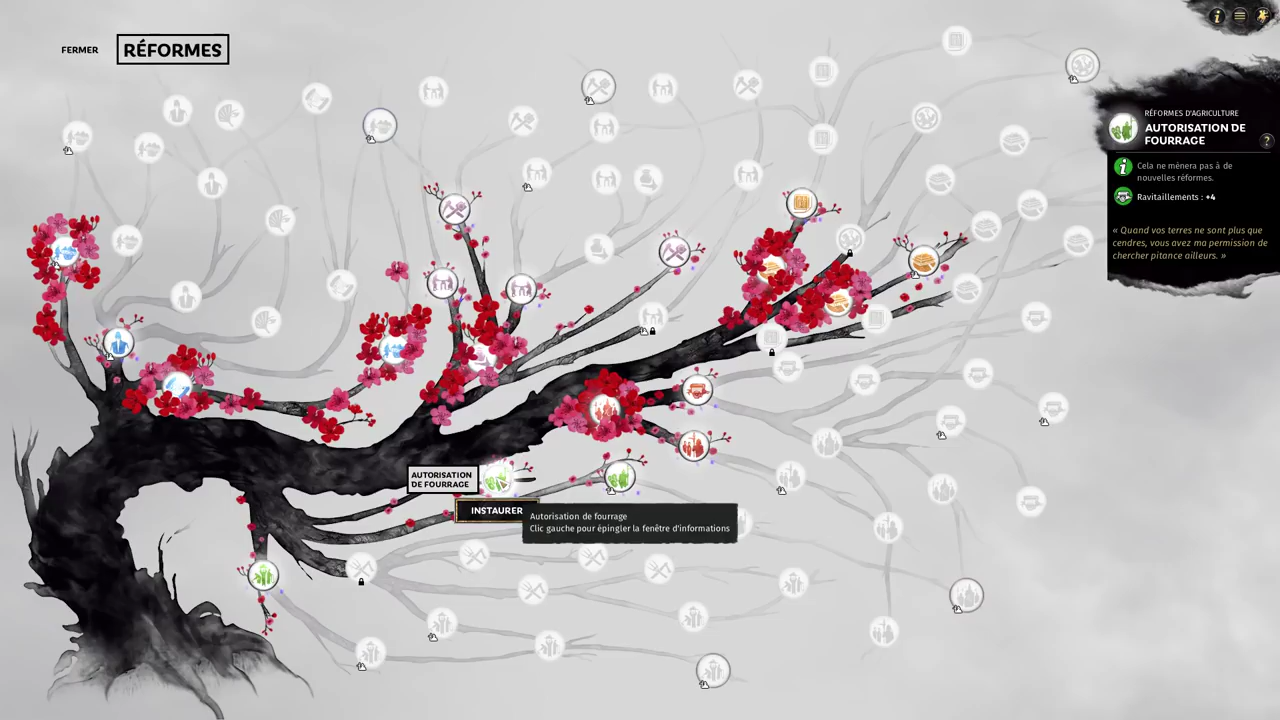 FERMER
RÉFORMES
RÉFORMES D'AGRICULTURE
AUTORISATION DE
FOURRAGE
?
Cela ne mènera pas à de
nouvelles réformes.
Ravitaillements : +4
« Quand vos terres ne sont plus que
cendres, vous avez ma permission de
chercher pitance ailleurs. »
AUTORISATION
DE FOURRAGE
INSTAURER
Autorisation de fourrage
Clic gauche pour épingler la fenêtre d'informations